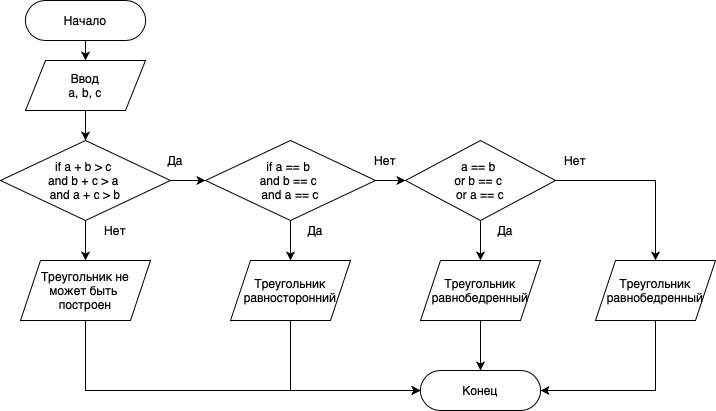 Начало
Ввод
a, b, c
if a + b > c
and b + c > a
and a + c > b
Да
if a == b
and b == c
and a == c
Нет
a == b
or b == c
or a == c
Нет
Нет
Да
Да
Треугольник не
может быть
построен
Треугольник
равносторонний
Треугольник
равнобедренный
Треугольник
равнобедренный
Конец